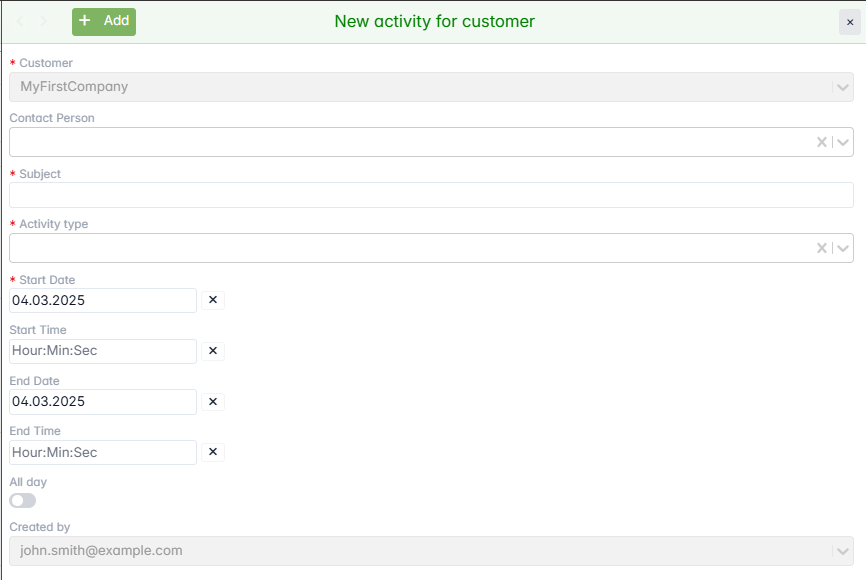 + Add
New activity for customer
×
* Customer
MyFirstCompany
Contact Person
* Subject
* Activity type
* Start Date
04.03.2025
Start Time
Hour:Min:Sec
End Date
04.03.2025
End Time
Hour:Min:Sec
All day
Created by
john.smith@example.com